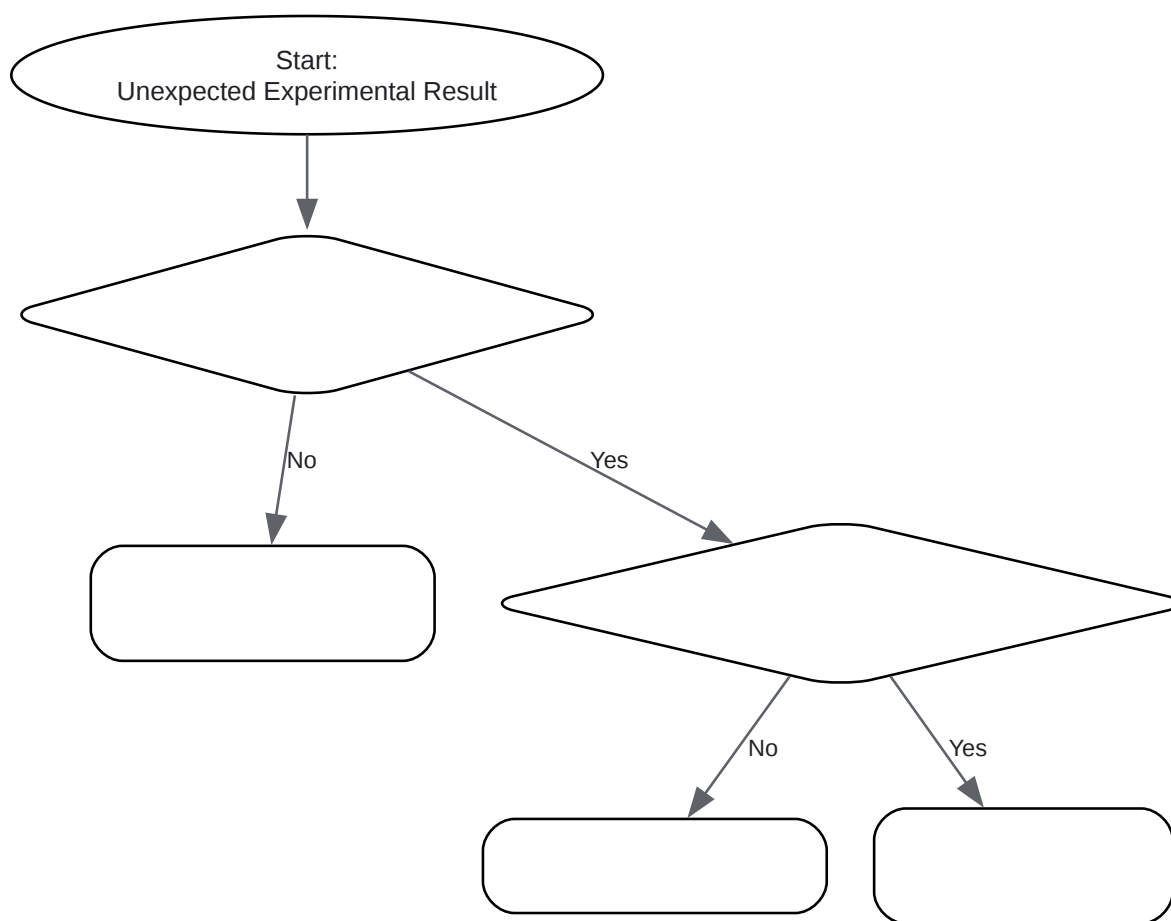 Start:
Unexpected Experimental Result
No
Yes
No
Yes